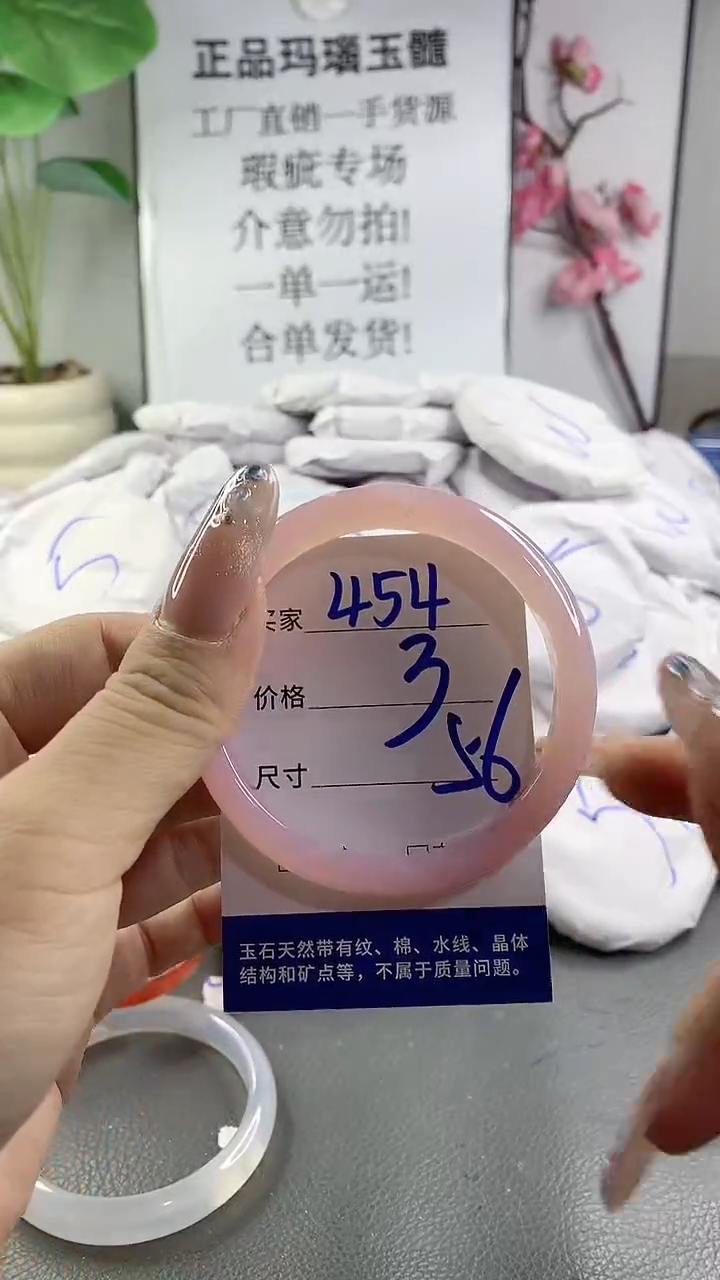 正品玛瑙玉髓
工厂直销一手货源
瑕疵专场
介意勿拍!
一单一运!
合单发货!
买家 454
价格 3
尺寸 56
玉石天然带有纹、棉、水线、晶体
结构和矿点等，不属于质量问题。